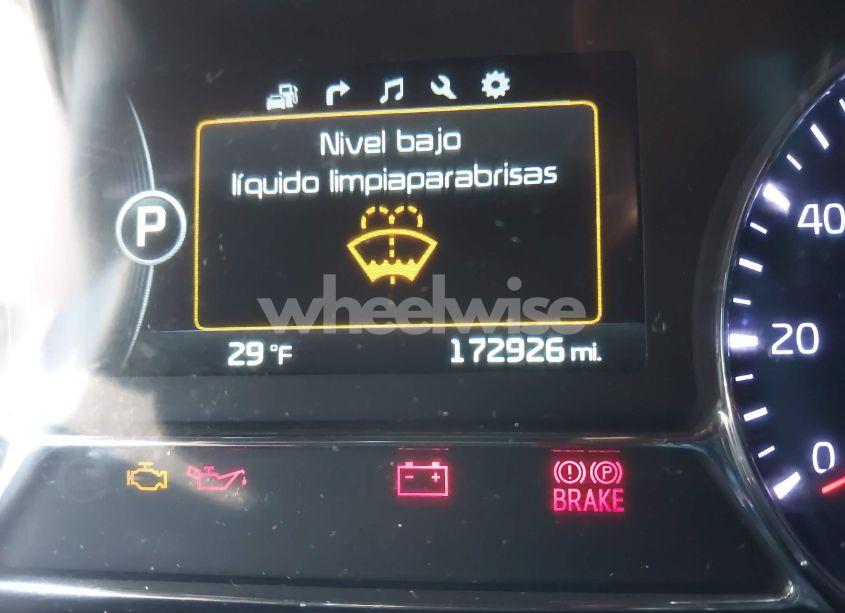 Nivel bajo
líquido limpiaparabrisas
P
wheelwise
29 °F
172926 mi.
40
20
0
P
BRAKE